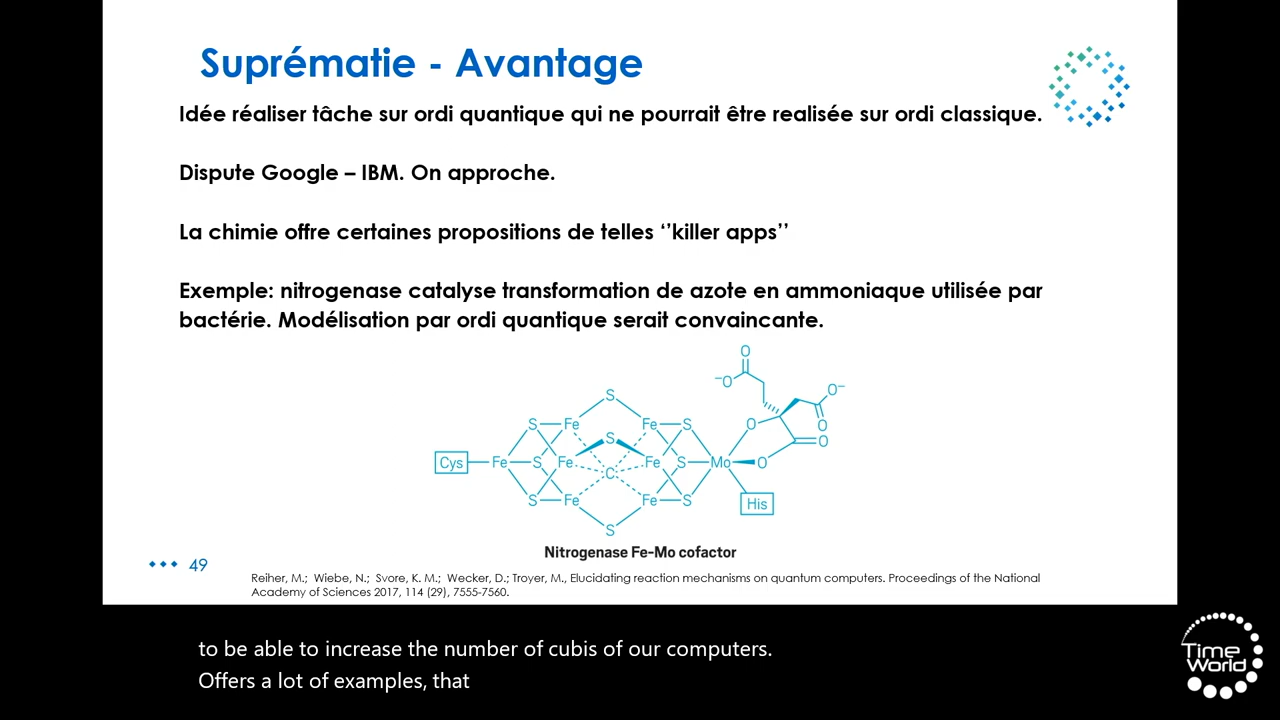 Suprématie - Avantage
Idée réaliser tâche sur ordi quantique qui ne pourrait être realisée sur ordi classique.
Dispute Google – IBM. On approche.
La chimie offre certaines propositions de telles ‘’killer apps’’
Exemple: nitrogenase catalyse transformation de azote en ammoniaque utilisée par
bactérie. Modélisation par ordi quantique serait convaincante.
O
⁻O
O⁻
S
S Fe Fe S O O
S O
Cys Fe S Fe Fe S Mo O
C
S Fe Fe S His
S
Nitrogenase Fe-Mo cofactor
49
Reiher, M.; Wiebe, N.; Svore, K. M.; Wecker, D.; Troyer, M., Elucidating reaction mechanisms on quantum computers. Proceedings of the National
Academy of Sciences 2017, 114 (29), 7555-7560.
to be able to increase the number of cubis of our computers.
Offers a lot of examples, that
Time
World